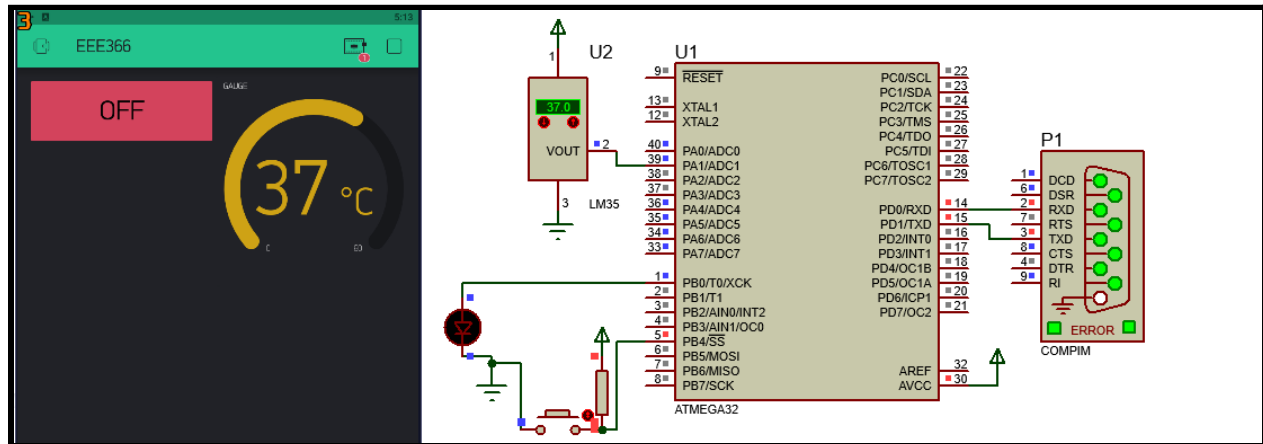 3
5:13
EEE366
OFF
GAUGE
37 °C
U2
1
37.0
VOUT
2
3
LM35
U1
9 RESET
13 XTAL1
12 XTAL2
40 PA0/ADC0
39 PA1/ADC1
38 PA2/ADC2
37 PA3/ADC3
36 PA4/ADC4
35 PA5/ADC5
34 PA6/ADC6
33 PA7/ADC7
1 PB0/T0/XCK
2 PB1/T1
3 PB2/AIN0/INT2
4 PB3/AIN1/OC0
5 PB4/SS
6 PB5/MOSI
7 PB6/MISO
8 PB7/SCK
PC0/SCL 22
PC1/SDA 23
PC2/TCK 24
PC3/TMS 25
PC4/TDO 26
PC5/TDI 27
PC6/TOSC1 28
PC7/TOSC2 29
PD0/RXD 14
PD1/TXD 15
PD2/INT0 16
PD3/INT1 17
PD4/OC1B 18
PD5/OC1A 19
PD6/ICP1 20
PD7/OC2 21
AREF 32
AVCC 30
ATMEGA32
P1
1 DCD
6 DSR
2 RXD
7 RTS
3 TXD
8 CTS
4 DTR
9 RI
ERROR
COMPIM